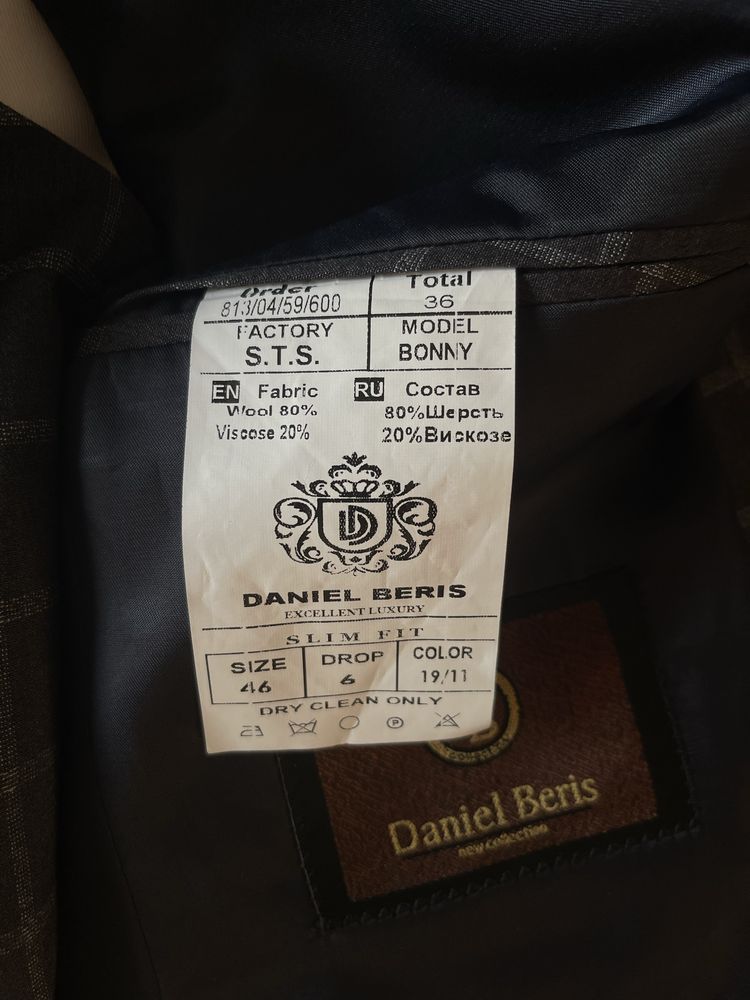 Order Total
813/04/59/600 36
FACTORY MODEL
S.T.S. BONNY
EN Fabric RU Состав
Wool 80% 80%Шерсть
Viscose 20% 20%Вискозе
DB
DANIEL BERIS
EXCELLENT LUXURY
SLIM FIT
SIZE DROP COLOR
46 6 19/11
DRY CLEAN ONLY
P
Daniel Beris
new collection